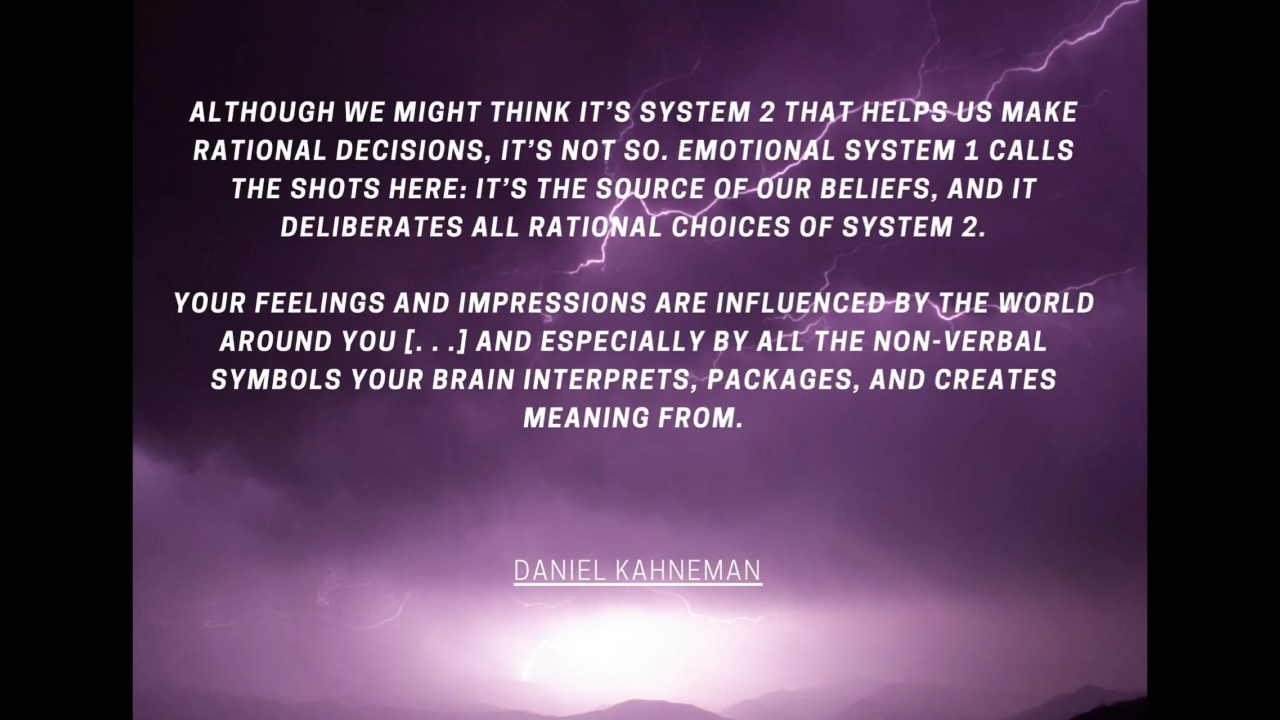 ALTHOUGH WE MIGHT THINK IT’S SYSTEM 2 THAT HELPS US MAKE
RATIONAL DECISIONS, IT’S NOT SO. EMOTIONAL SYSTEM 1 CALLS
THE SHOTS HERE: IT’S THE SOURCE OF OUR BELIEFS, AND IT
DELIBERATES ALL RATIONAL CHOICES OF SYSTEM 2.
YOUR FEELINGS AND IMPRESSIONS ARE INFLUENCED BY THE WORLD
AROUND YOU [. . .] AND ESPECIALLY BY ALL THE NON-VERBAL
SYMBOLS YOUR BRAIN INTERPRETS, PACKAGES, AND CREATES
MEANING FROM.
DANIEL KAHNEMAN